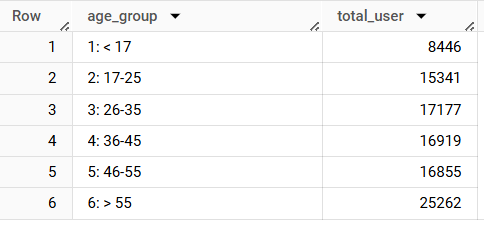 Row age_group total_user
1 1: < 17 8446
2 2: 17-25 15341
3 3: 26-35 17177
4 4: 36-45 16919
5 5: 46-55 16855
6 6: > 55 25262